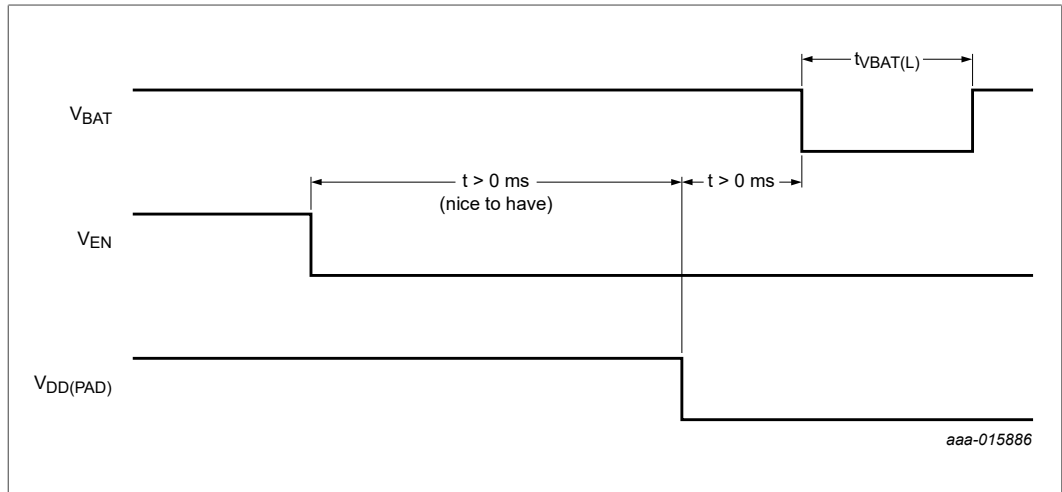 tVBAT(L)
VBAT
t > 0 ms
(nice to have)
t > 0 ms
VEN
VDD(PAD)
aaa-015886